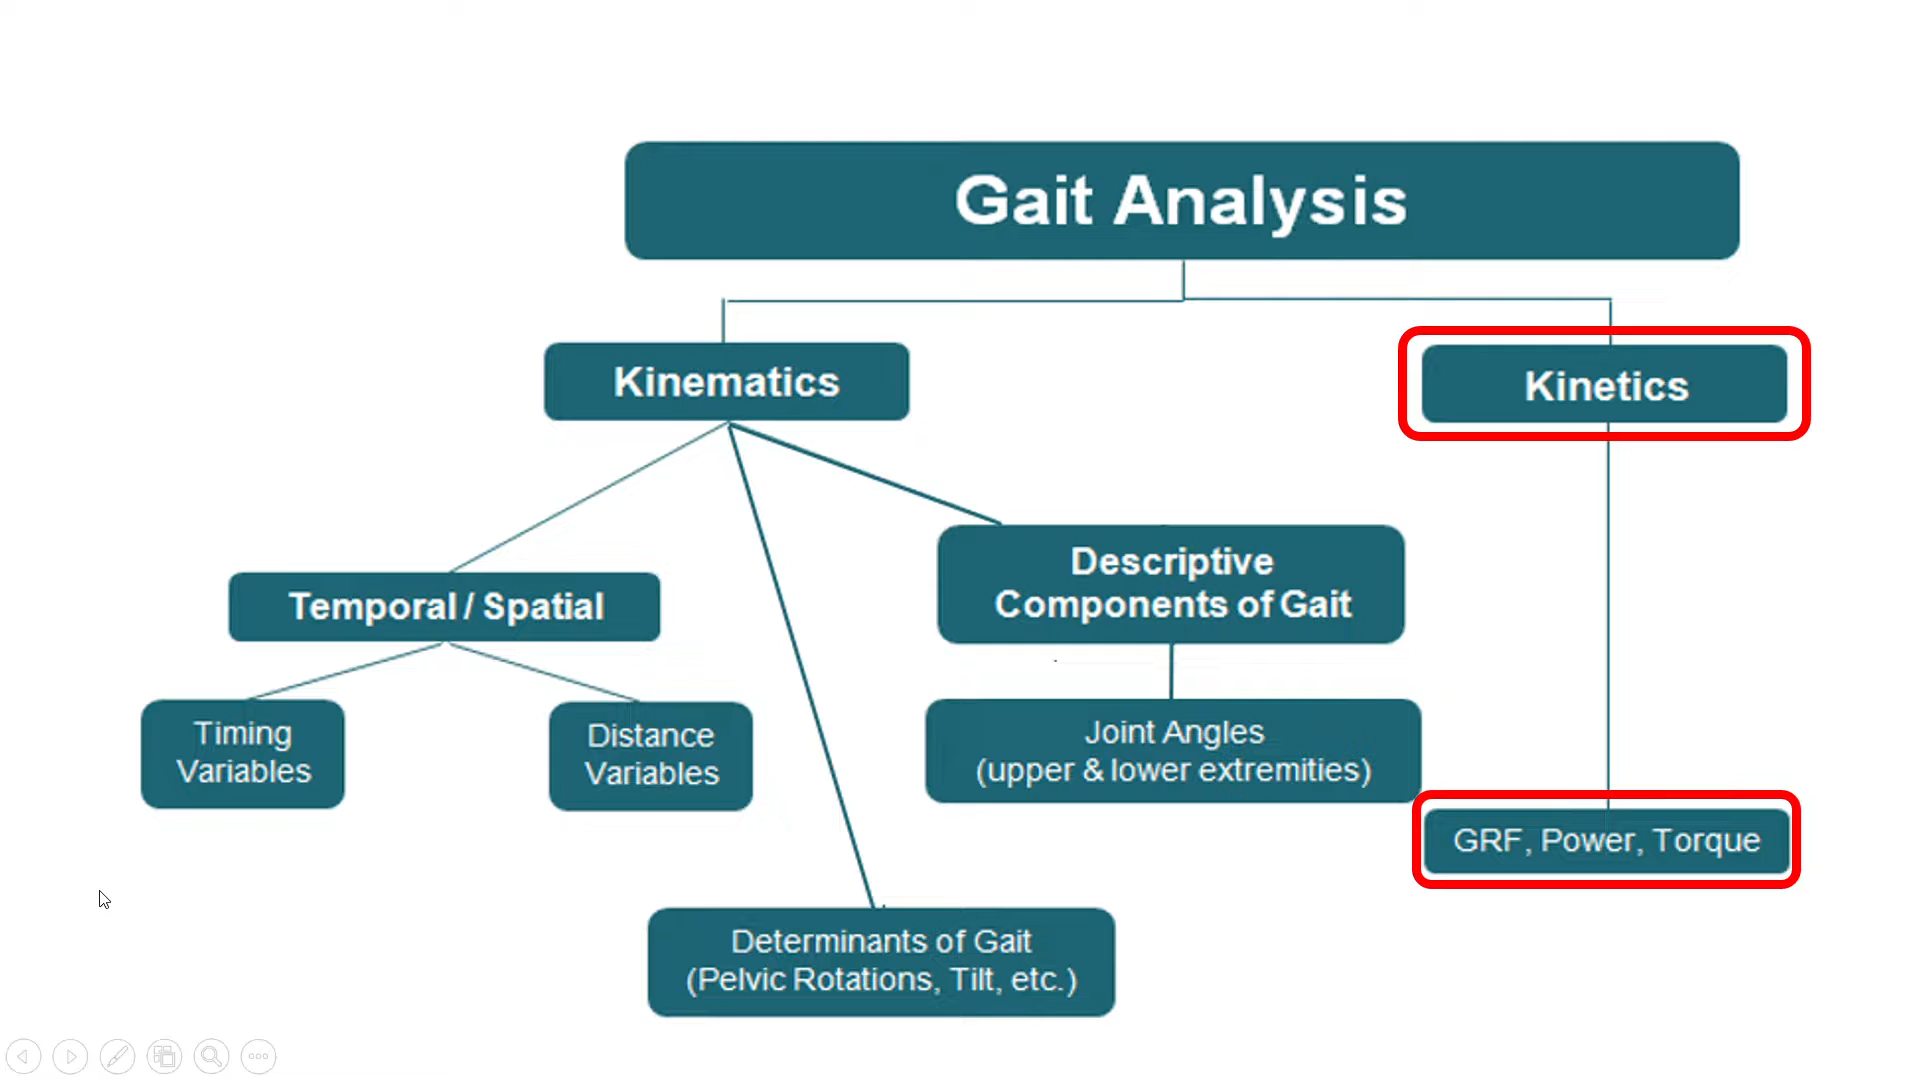 Gait Analysis
Kinematics
Kinetics
Descriptive
Components of Gait
Temporal / Spatial
Timing
Variables
Distance
Variables
Joint Angles
(upper & lower extremities)
GRF, Power, Torque
Determinants of Gait
(Pelvic Rotations, Tilt, etc.)